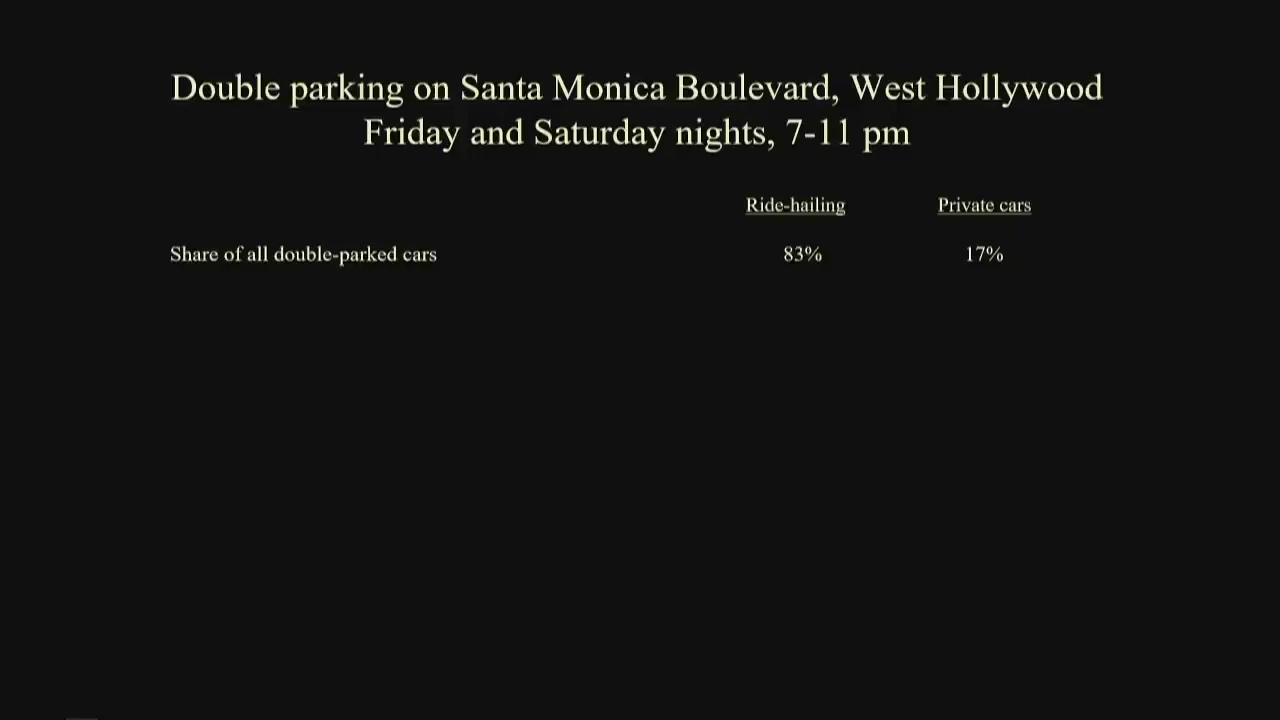 Double parking on Santa Monica Boulevard, West Hollywood
Friday and Saturday nights, 7-11 pm
Ride-hailing Private cars
Share of all double-parked cars 83% 17%